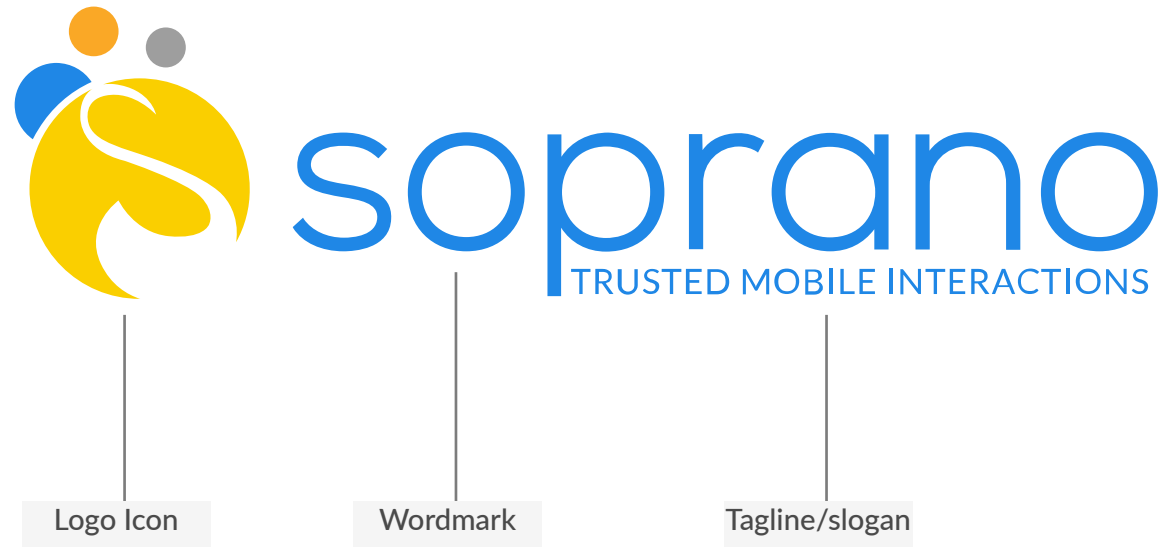 soprano
TRUSTED MOBILE INTERACTIONS
Logo Icon
Wordmark
Tagline/slogan